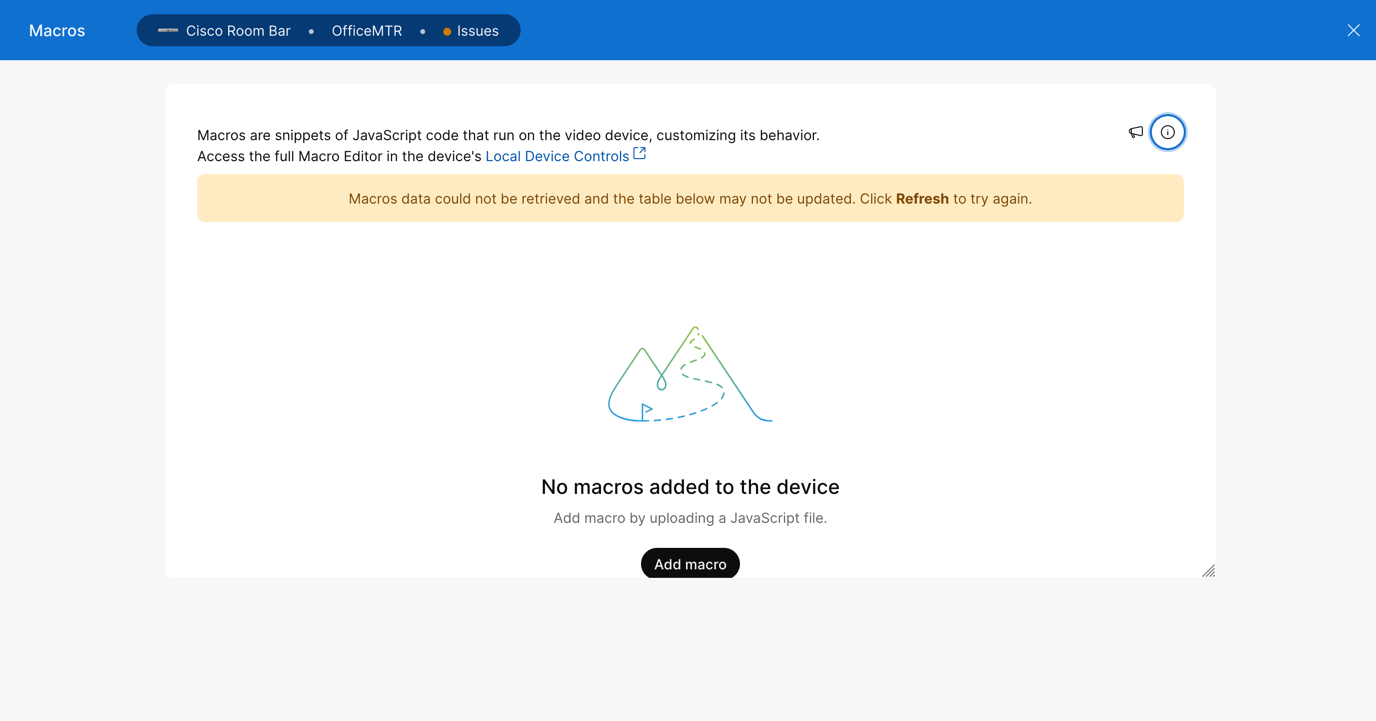 Macros
Cisco Room Bar • OfficeMTR • Issues
Macros are snippets of JavaScript code that run on the video device, customizing its behavior.
Access the full Macro Editor in the device's Local Device Controls
Macros data could not be retrieved and the table below may not be updated. Click Refresh to try again.
No macros added to the device
Add macro by uploading a JavaScript file.
Add macro